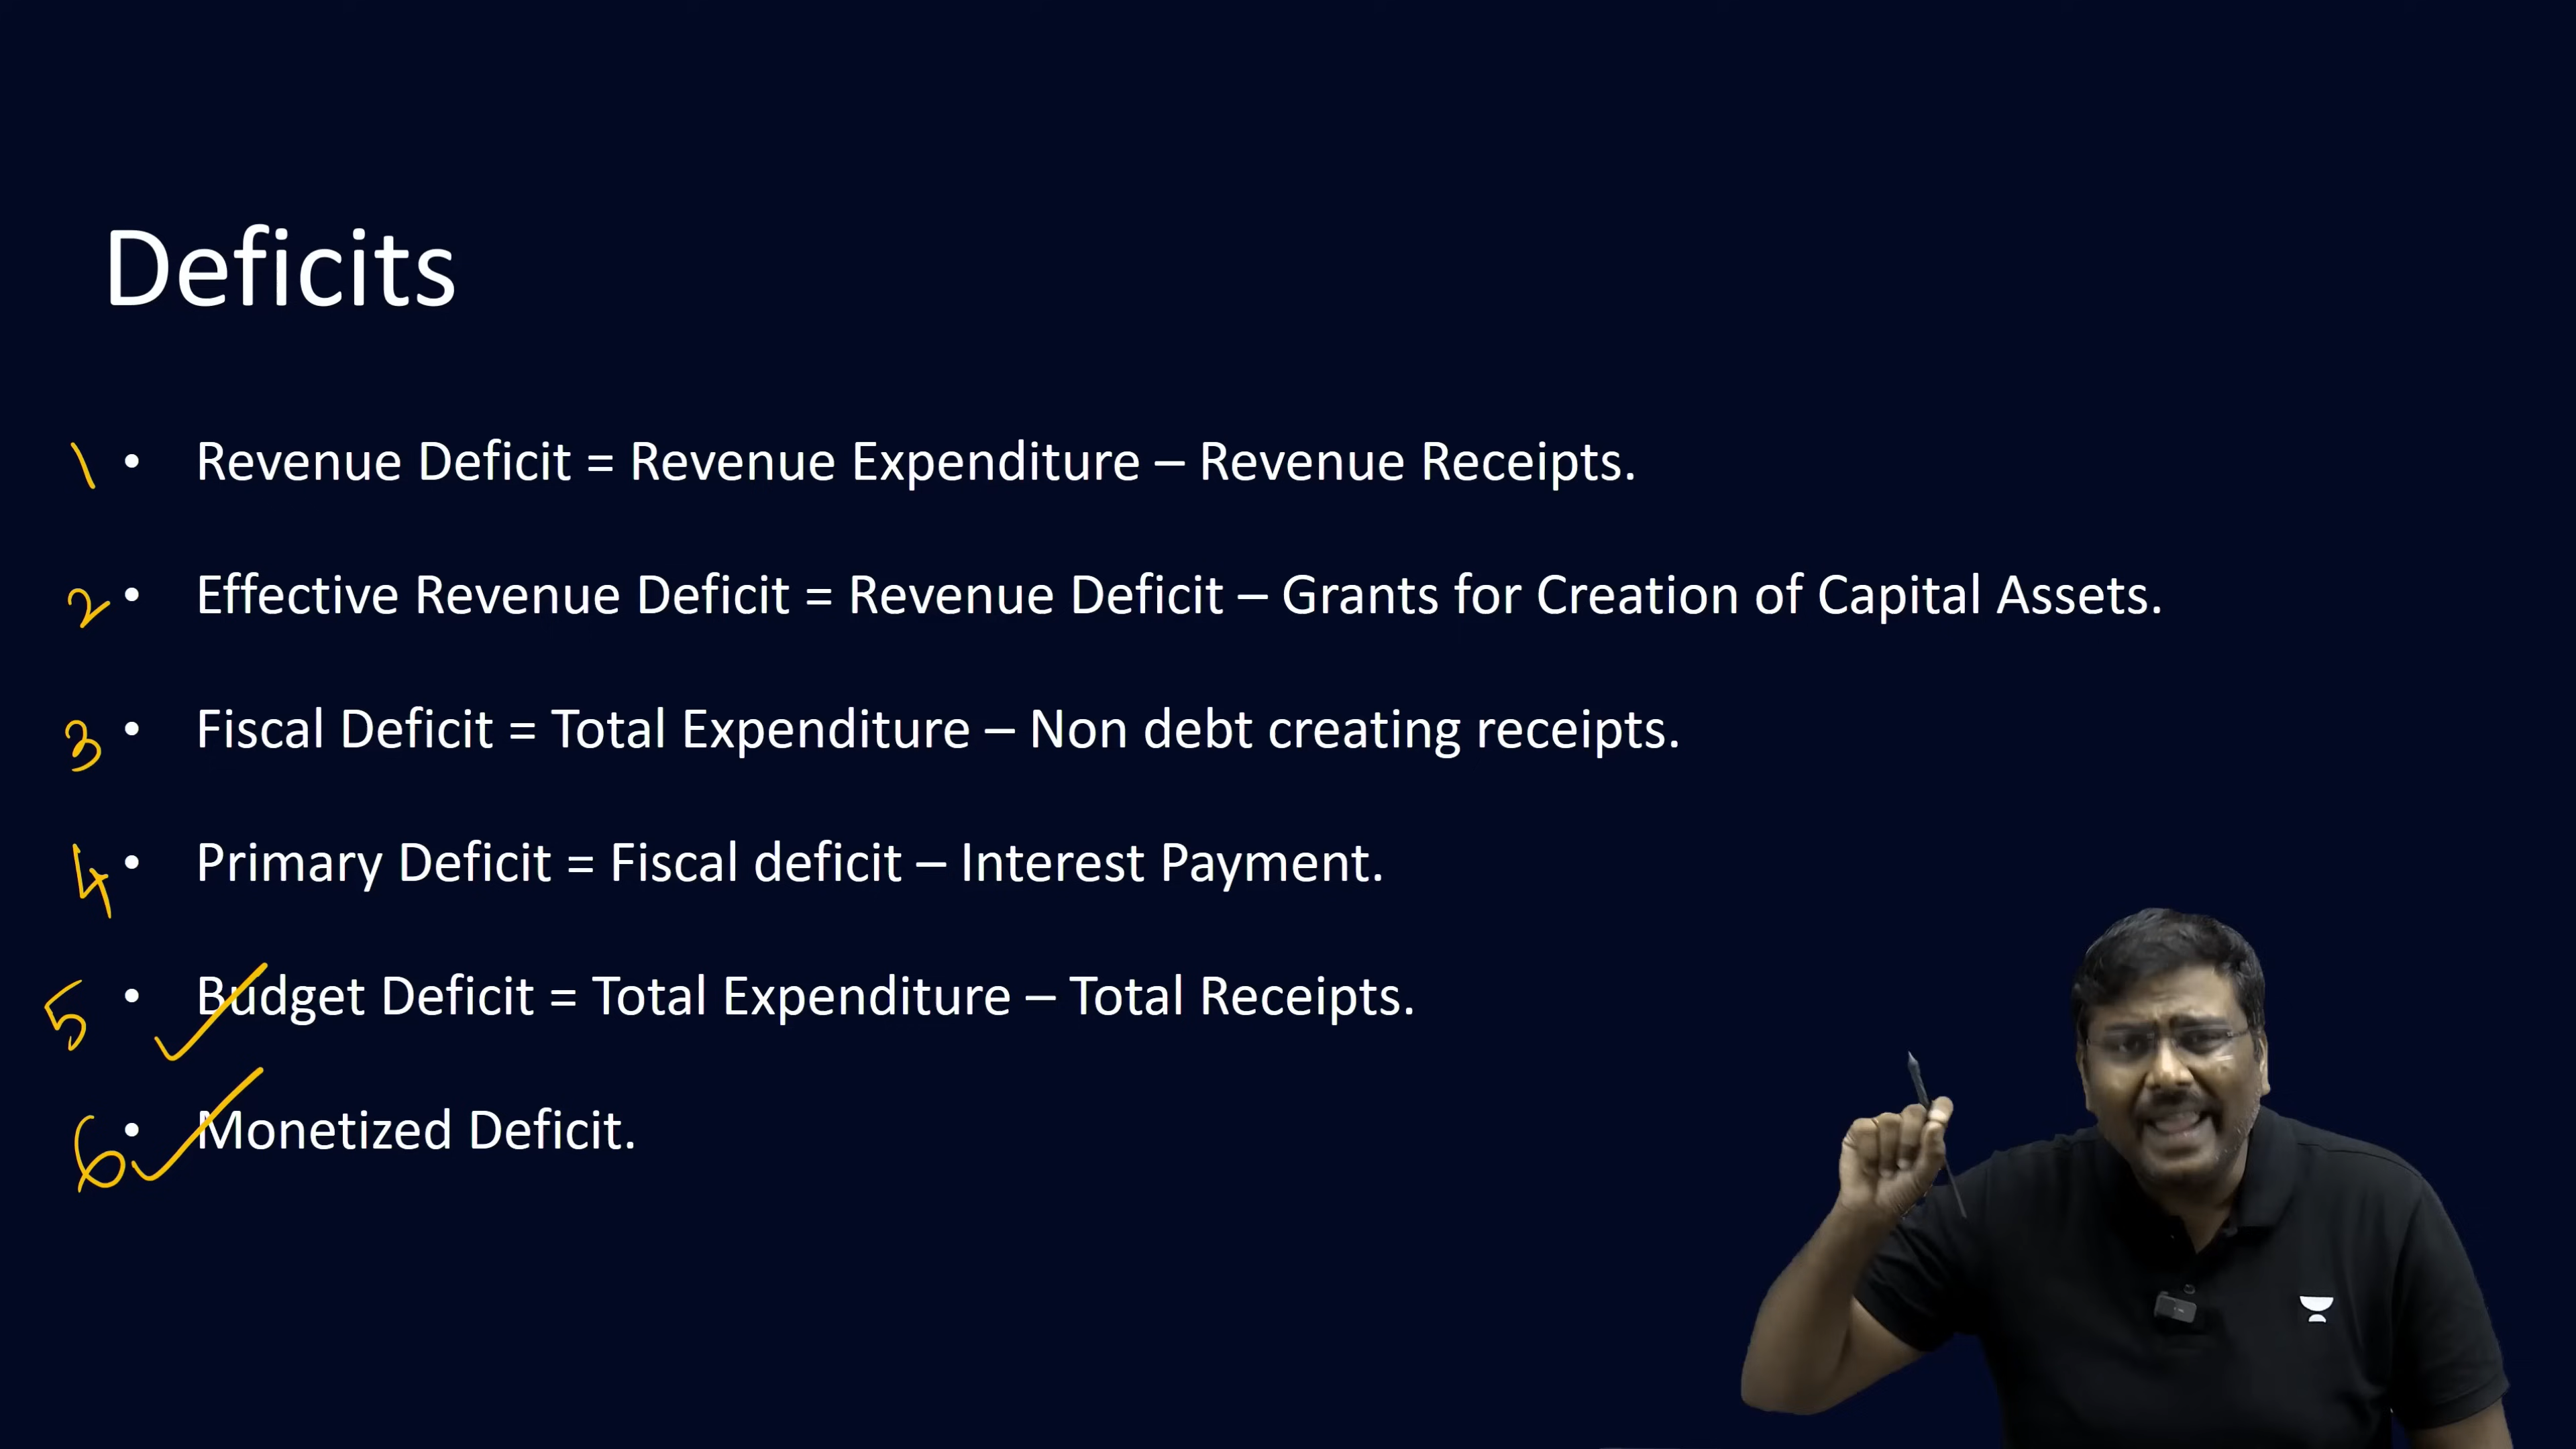 Deficits
1 • Revenue Deficit = Revenue Expenditure – Revenue Receipts.
2 • Effective Revenue Deficit = Revenue Deficit – Grants for Creation of Capital Assets.
3 • Fiscal Deficit = Total Expenditure – Non debt creating receipts.
4 • Primary Deficit = Fiscal deficit – Interest Payment.
5 • Budget Deficit = Total Expenditure – Total Receipts.
6 • Monetized Deficit.